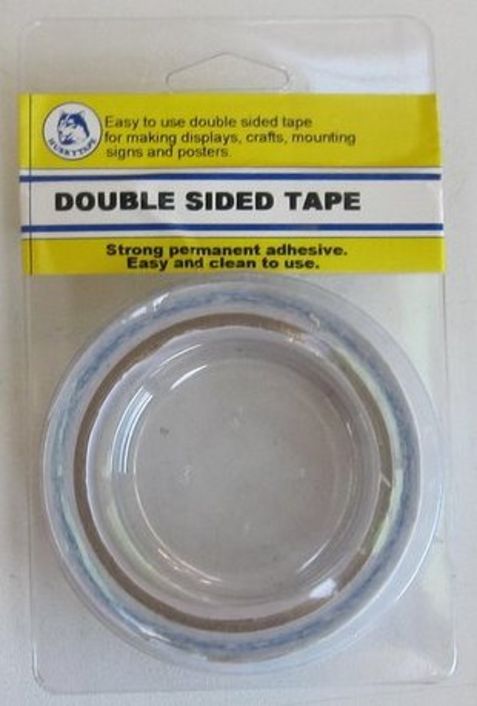 Easy to use double sided tape
for making displays, crafts, mounting
signs and posters.
HUSKYTAPE
DOUBLE SIDED TAPE
Strong permanent adhesive.
Easy and clean to use.